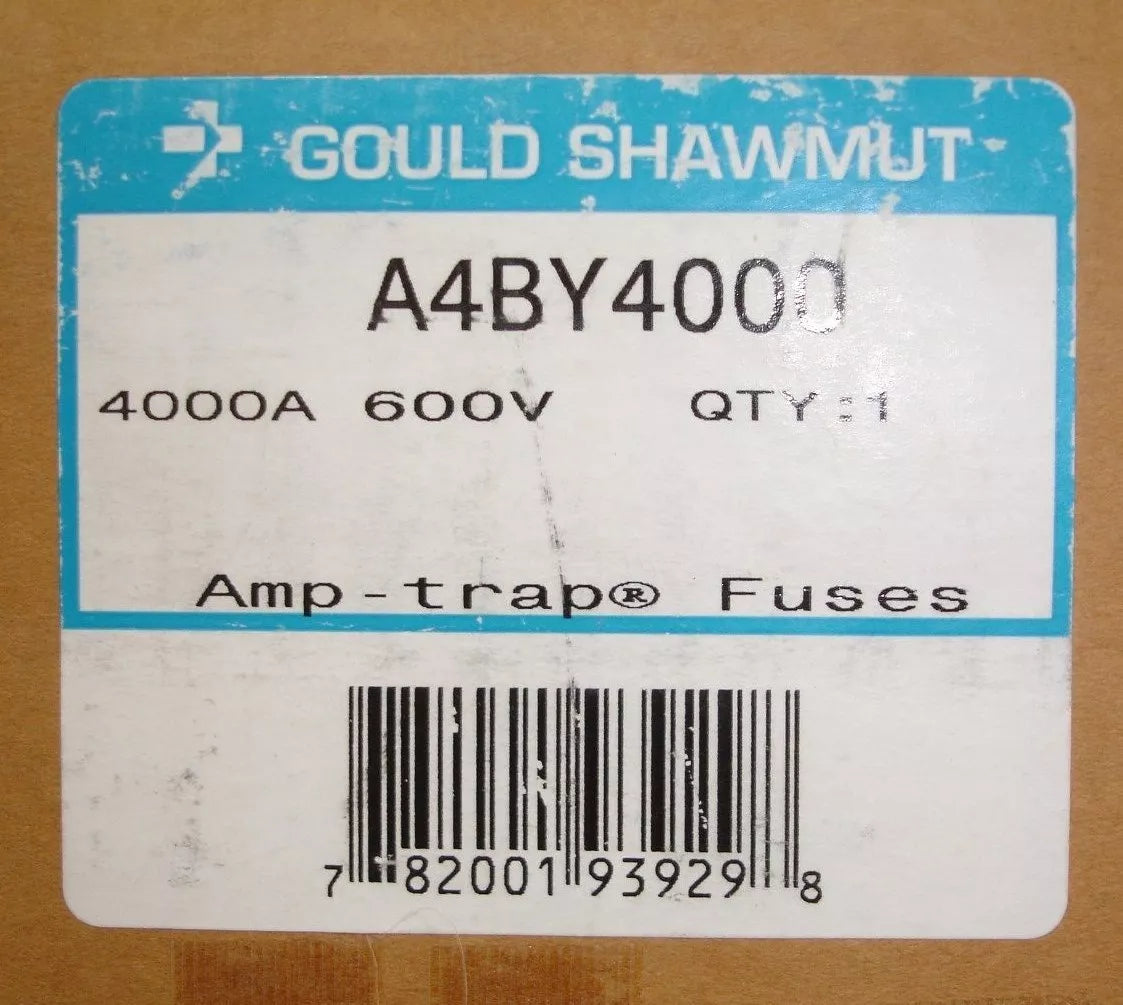 GOULD SHAWMUT
A4BY4000
4000A 600V QTY:1
Amp-trap® Fuses
7 82001 93929 8